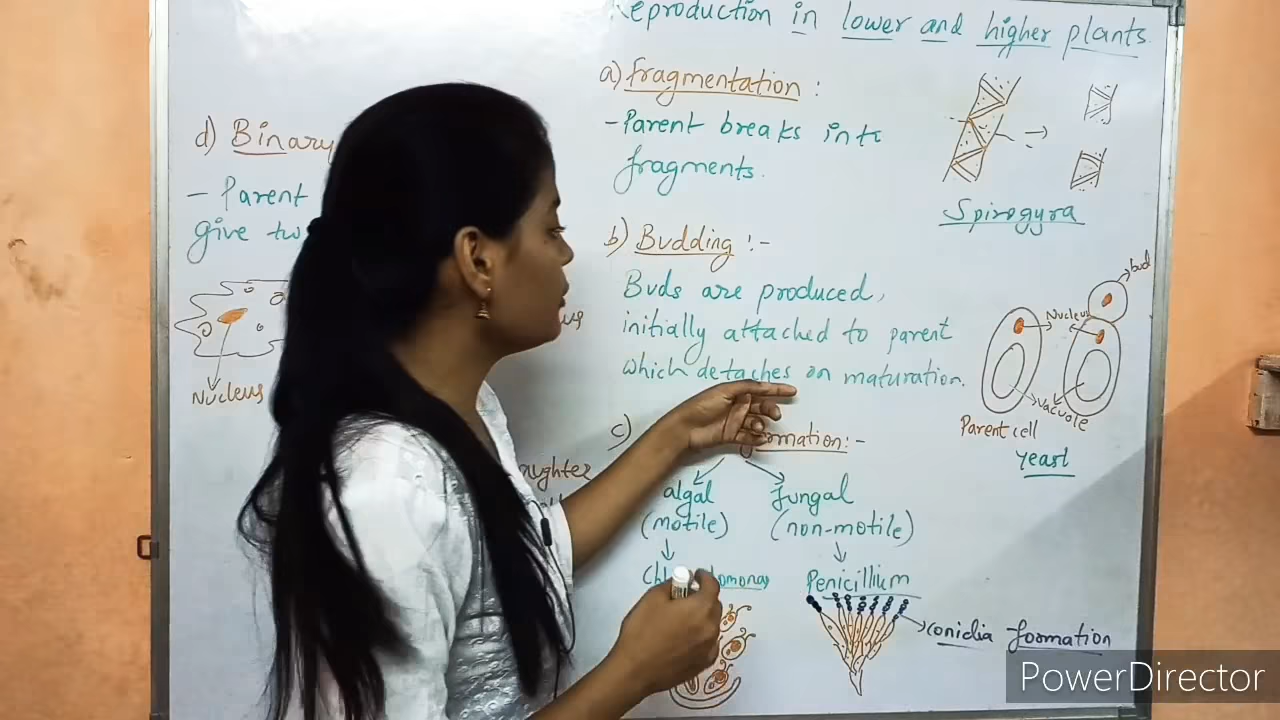 Reproduction in lower and higher plants
a) fragmentation :
- Parent breaks into
fragments.
Spirogyra
b) Budding :-
Buds are produced,
initially attached to parent
which detaches on maturation.
bud
Nucleus
Vacuole
Parent cell
yeast
c) formation:-
algal
fungal
(motile)
(non-motile)
Penicillium
conidia formation
d) Binary
- Parent
give two
Nucleus
PowerDirector